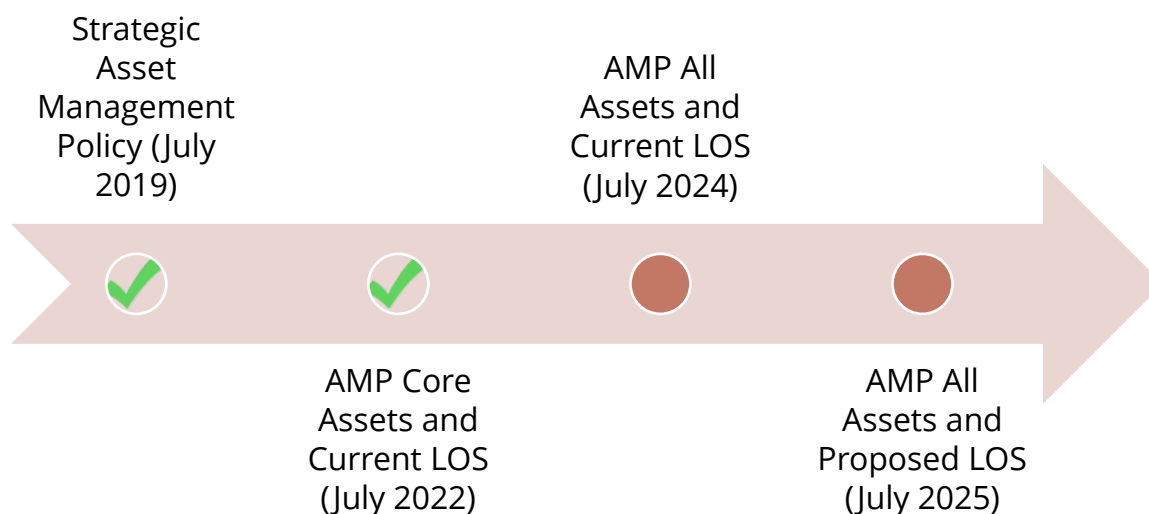 Strategic
Asset
Management
Policy (July
2019)
AMP Core
Assets and
Current LOS
(July 2022)
AMP All
Assets and
Current LOS
(July 2024)
AMP All
Assets and
Proposed LOS
(July 2025)